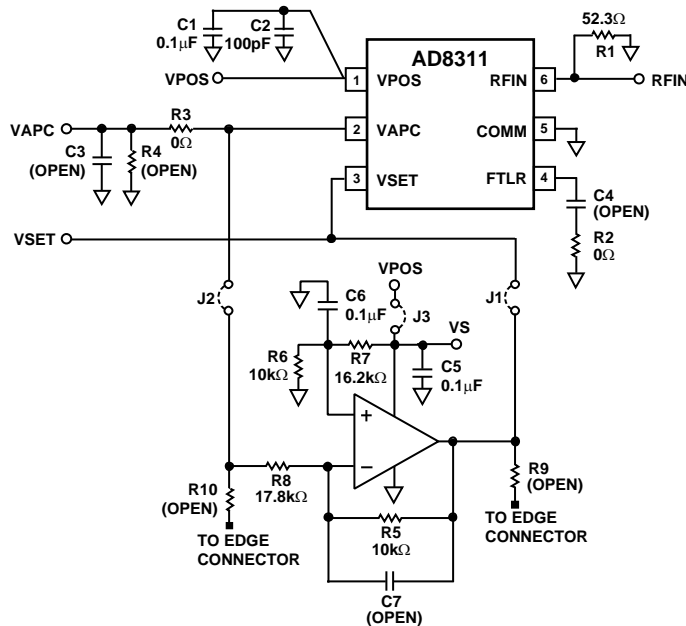 C1
0.1μF
C2
100pF
52.3Ω
R1
AD8311
VPOS
1
VPOS
RFIN
6
RFIN
VAPC
R3
0Ω
2
VAPC
COMM
5
C3
(OPEN)
R4
(OPEN)
3
VSET
FTLR
4
C4
(OPEN)
VSET
R2
0Ω
VPOS
J2
C6
0.1μF
J3
J1
VS
R6
10kΩ
R7
16.2kΩ
C5
0.1μF
+
–
R10
(OPEN)
R8
17.8kΩ
R9
(OPEN)
TO EDGE
CONNECTOR
R5
10kΩ
TO EDGE
CONNECTOR
C7
(OPEN)